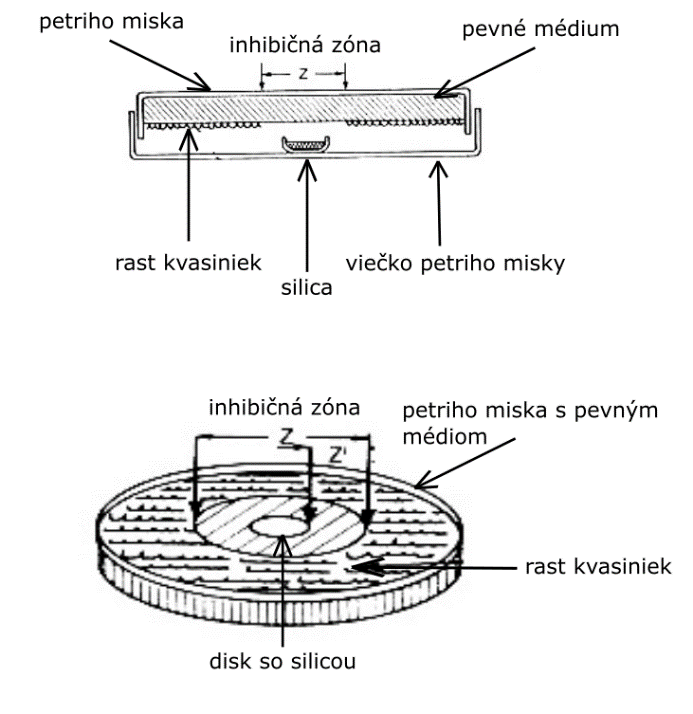 petriho miska
inhibičná zóna
pevné médium
z
rast kvasiniek
viečko petriho misky
silica
inhibičná zóna
petriho miska s pevným
médiom
Z
Z'
rast kvasiniek
disk so silicou